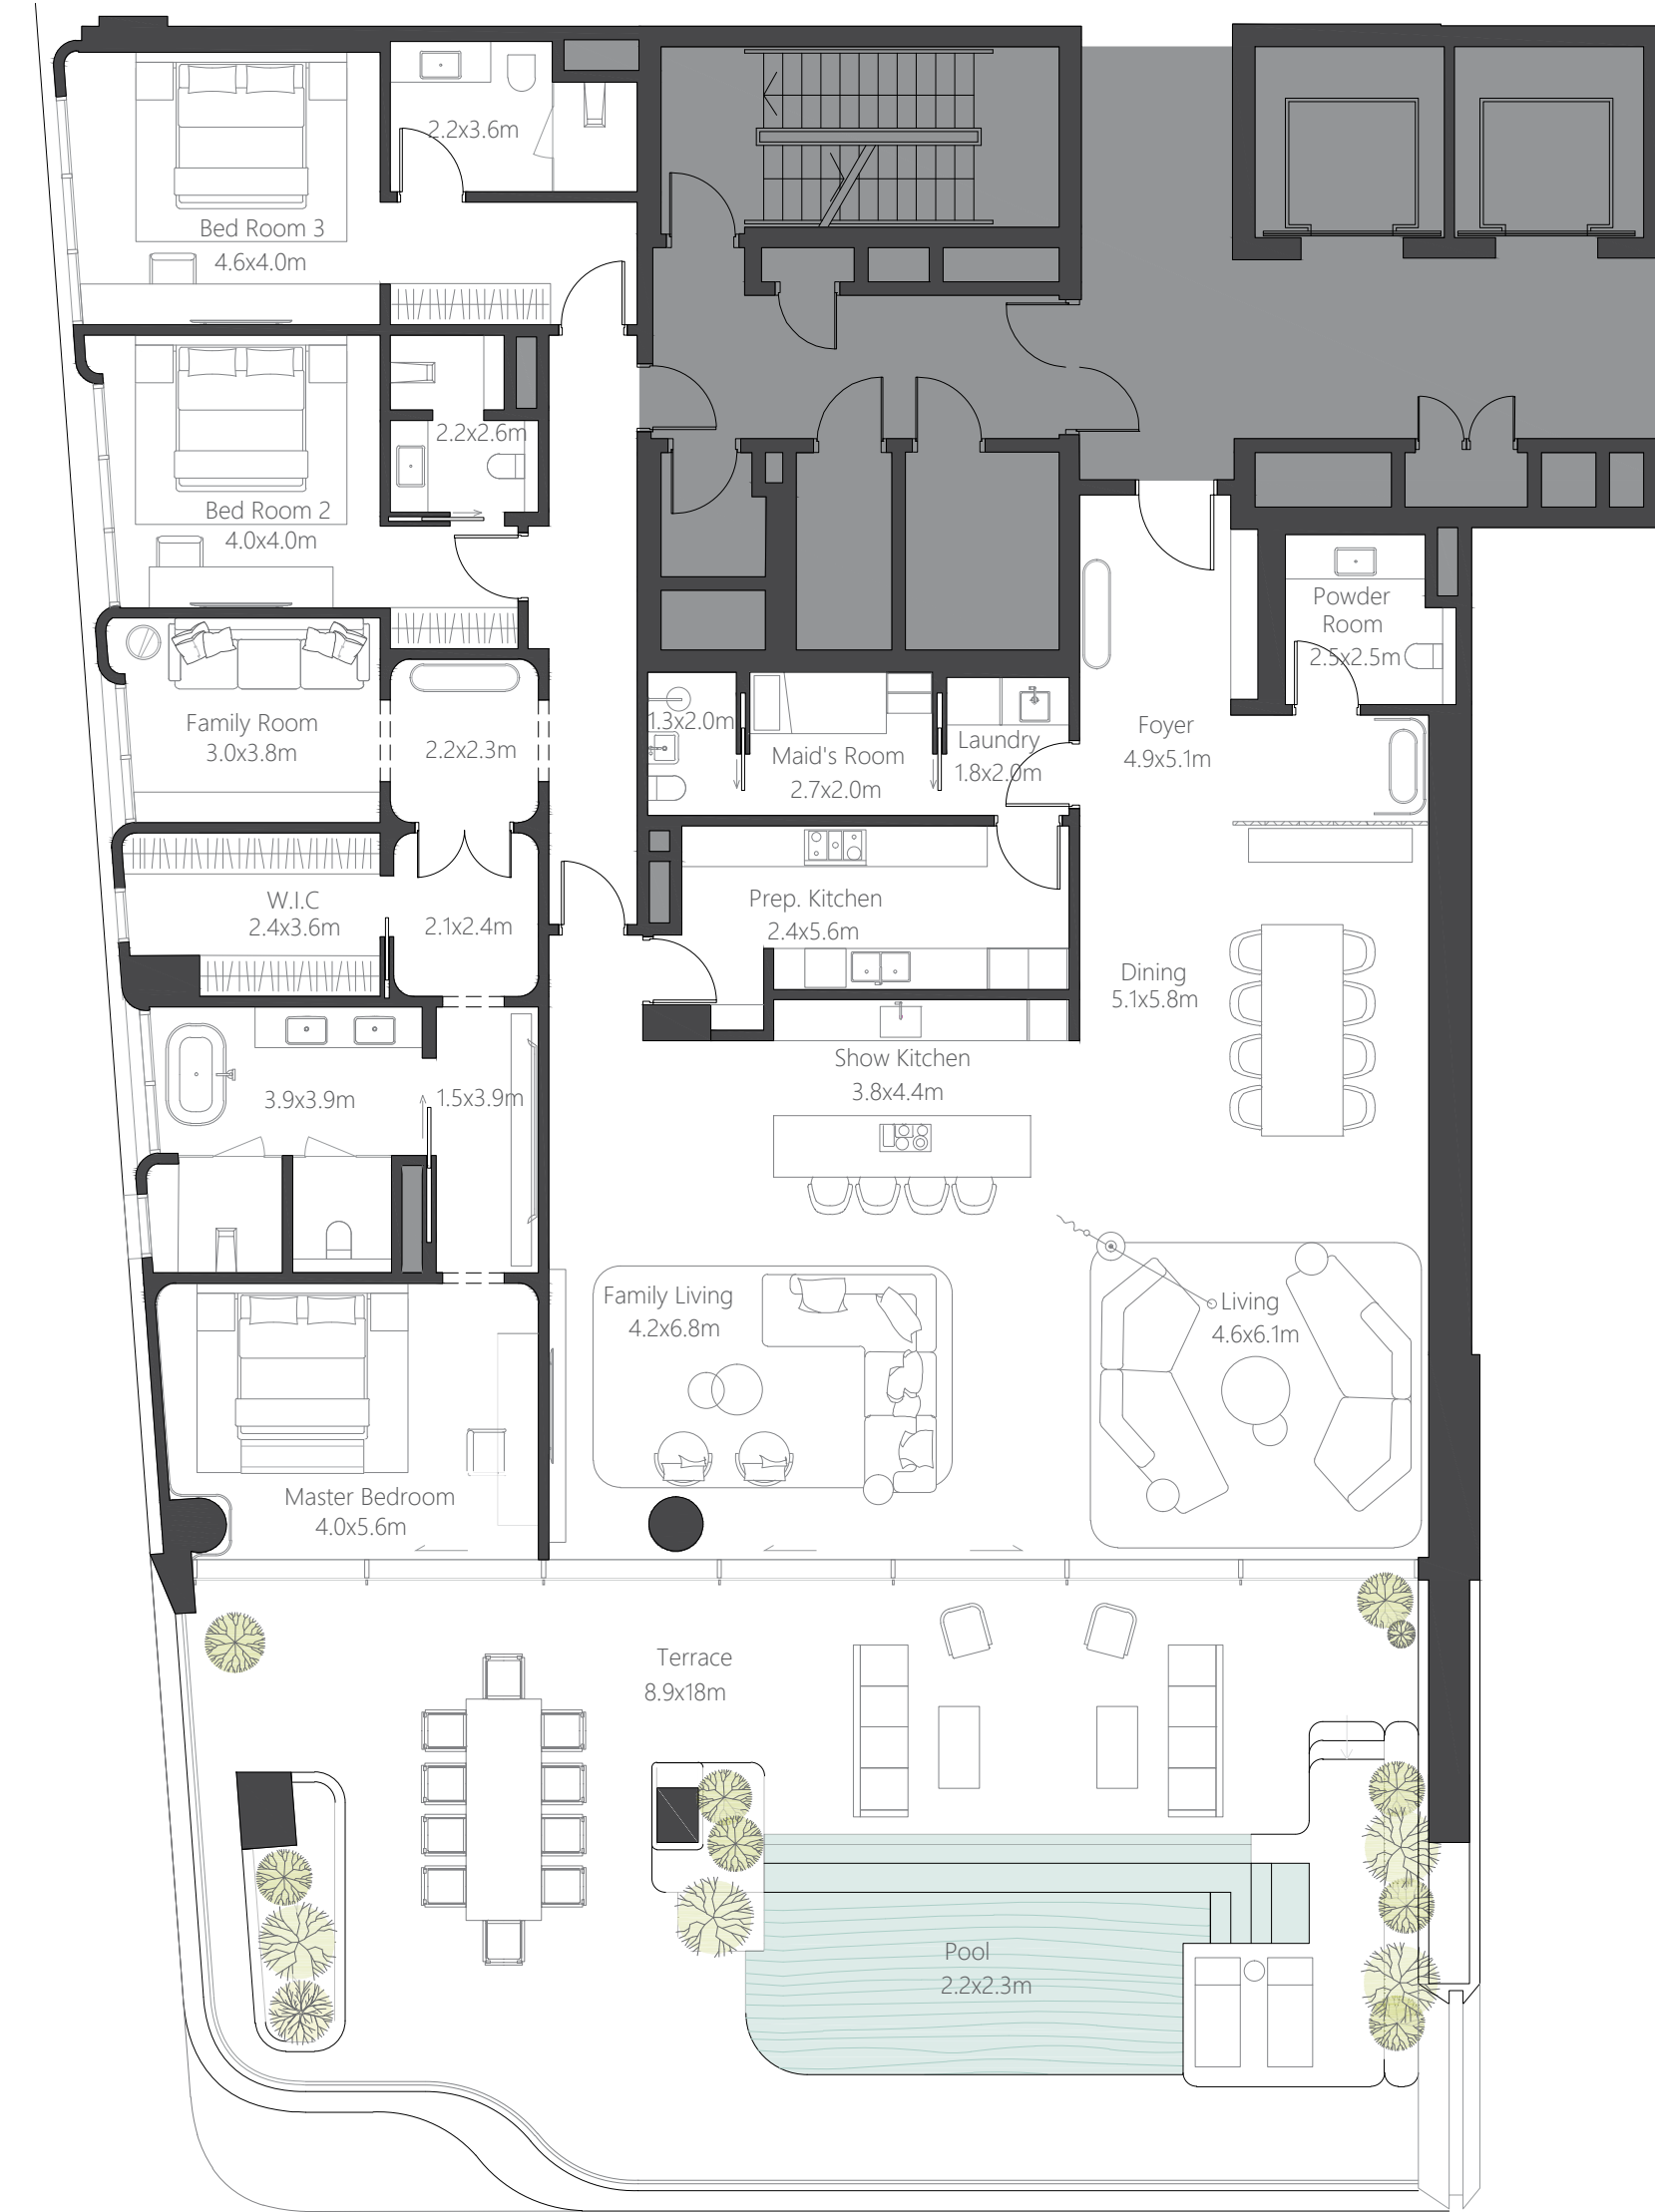 2.2x3.6m
Bed Room 3
4.6x4.0m
2.2x2.6m
Bed Room 2
4.0x4.0m
Powder
Room
2.5x2.5m
Family Room
3.0x3.8m
2.2x2.3m
1.3x2.0m
Maid's Room
2.7x2.0m
Laundry
1.8x2.0m
Foyer
4.9x5.1m
W.I.C
2.4x3.6m
2.1x2.4m
Prep. Kitchen
2.4x5.6m
Dining
5.1x5.8m
3.9x3.9m
1.5x3.9m
Show Kitchen
3.8x4.4m
Family Living
4.2x6.8m
Living
4.6x6.1m
Master Bedroom
4.0x5.6m
Terrace
8.9x18m
Pool
2.2x2.3m